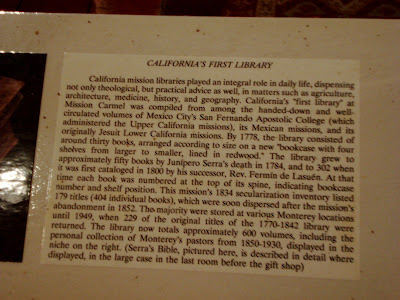 CALIFORNIA'S FIRST LIBRARY
California mission libraries played an integral role in daily life, dispensing
not only theological, but practical advice as well, in matters such as agriculture,
architecture, medicine, history, and geography. California's "first library" at
Mission Carmel was compiled from among the handed-down and well-
circulated volumes of Mexico City's San Fernando Apostolic College (which
administered the Upper California missions), its Mexican missions, and its
originally Jesuit Lower California missions. By 1778, the library consisted of
around thirty books, arranged according to size on a new "bookcase with four
shelves from larger to smaller, lined in redwood." The library grew to
approximately fifty books by Junipero Serra's death in 1784, and to 302 when
it was first cataloged in 1800 by his successor, Rev. Fermín de Lasuén. At that
time each book was numbered at the top of its spine, indicating bookcase
number and shelf position. This mission's 1834 secularization inventory listed
179 titles (404 individual books), which were soon dispersed after the mission's
abandonment in 1852. The majority were stored at various Monterey locations
until 1949, when 229 of the original titles of the 1770-1842 library were
returned. The library now totals approximately 600 volumes, including the
personal collection of Monterey's pastors from 1850-1930, displayed in the
niche on the right. (Serra's Bible, pictured here, is described in detail where
displayed, in the large case in the last room before the gift shop)